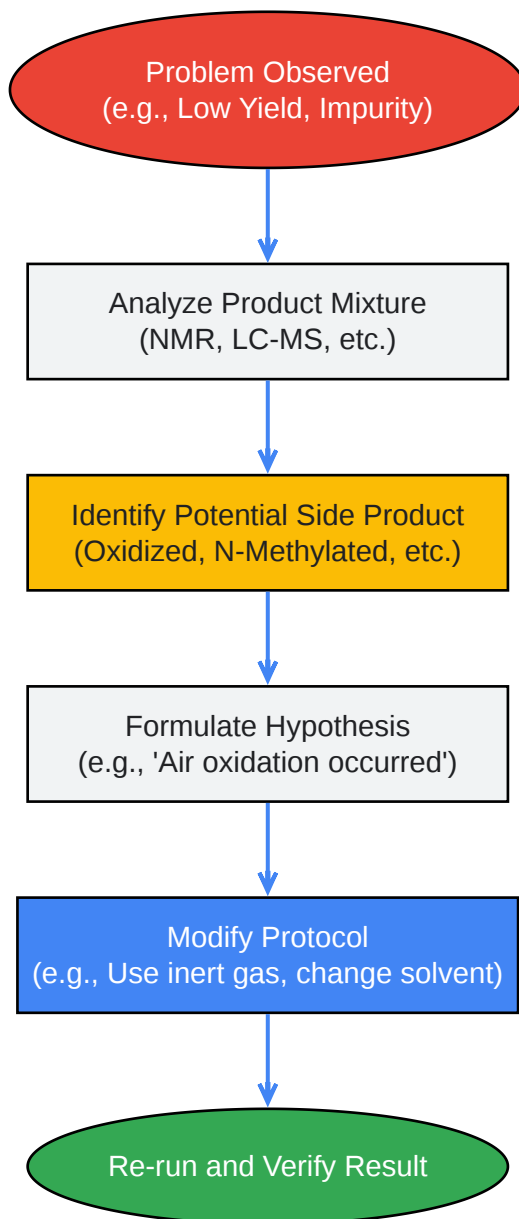 Problem Observed
(e.g., Low Yield, Impurity)
Analyze Product Mixture
(NMR, LC-MS, etc.)
Identify Potential Side Product
(Oxidized, N-Methylated, etc.)
Formulate Hypothesis
(e.g., 'Air oxidation occurred')
Modify Protocol
(e.g., Use inert gas, change solvent)
Re-run and Verify Result